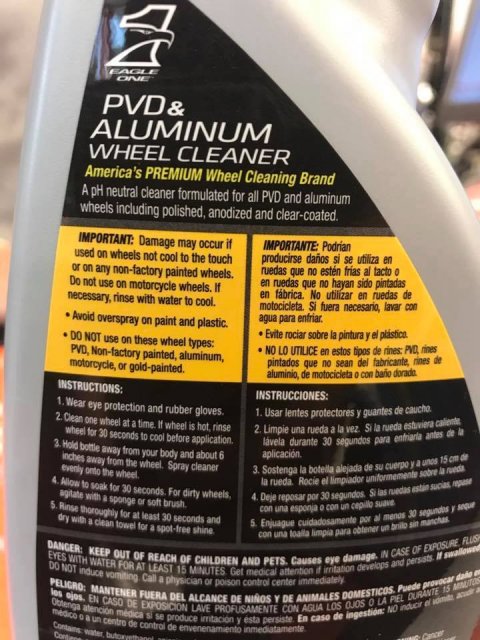 EAGLE
ONE™
PVD &
ALUMINUM
WHEEL CLEANER
America's PREMIUM Wheel Cleaning Brand
A pH neutral cleaner formulated for all PVD and aluminum
wheels including polished, anodized and clear-coated.
IMPORTANT: Damage may occur if
used on wheels not cool to the touch
or on any non-factory painted wheels.
Do not use on motorcycle wheels. If
necessary, rinse with water to cool.
• Avoid overspray on paint and plastic.
• DO NOT use on these wheel types:
PVD, Non-factory painted, aluminum,
motorcycle, or gold-painted.
IMPORTANTE: Podrían
producirse daños si se utiliza en
ruedas que no estén frías al tacto o
en ruedas que no hayan sido pintadas
en fábrica. No utilizar en ruedas de
motocicleta. Si fuera necesario, lavar con
agua para enfriar.
• Evite rociar sobre la pintura y el plástico.
• NO LO UTILICE en estos tipos de rines: PVD, rines
pintados que no sean del fabricante, rines de
aluminio, de motocicleta o con baño dorado.
INSTRUCTIONS:
1. Wear eye protection and rubber gloves.
2. Clean one wheel at a time. If wheel is hot, rinse
wheel for 30 seconds to cool before application.
3. Hold bottle away from your body and about 6
inches away from the wheel. Spray cleaner
evenly onto the wheel.
4. Allow to soak for 30 seconds. For dirty wheels,
agitate with a sponge or soft brush.
5. Rinse thoroughly for at least 30 seconds and
dry with a clean towel for a spot-free shine.
INSTRUCCIONES:
1. Usar lentes protectores y guantes de caucho.
2. Limpie una rueda a la vez. Si la rueda estuviera caliente,
lávela durante 30 segundos para enfriarla antes de la
aplicación.
3. Sostenga la botella alejada de su cuerpo y a unos 15 cm de
la rueda. Rocíe el limpiador uniformemente sobre la rueda.
4. Deje reposar por 30 segundos. Si las ruedas están sucias, repase
con una esponja o con un cepillo suave.
5. Enjuague cuidadosamente por al menos 30 segundos y seque
con una toalla limpia para obtener un brillo sin manchas.
DANGER: KEEP OUT OF REACH OF CHILDREN AND PETS. Causes eye damage. IN CASE OF EXPOSURE, FLUSH
EYES WITH WATER FOR AT LEAST 15 MINUTES. Get medical attention if irritation develops and persists. If swallowed,
DO NOT induce vomiting. Call a physician or poison control center immediately.
PELIGRO: MANTENER FUERA DEL ALCANCE DE NIÑOS Y DE ANIMALES DOMESTICOS. Puede provocar daño en
los ojos. EN CASO DE EXPOSICION LAVE PROFUSAMENTE CON AGUA LOS OJOS O LA PIEL DURANTE 15 MINUTOS.
Obtenga atención médica si se produce irritación y ésta persiste. En caso de ingestión: NO inducir el vómito, acudir a
médico o a un centro de control de envenenamiento inmediatamente.
Contains: water, butoxyethanol,